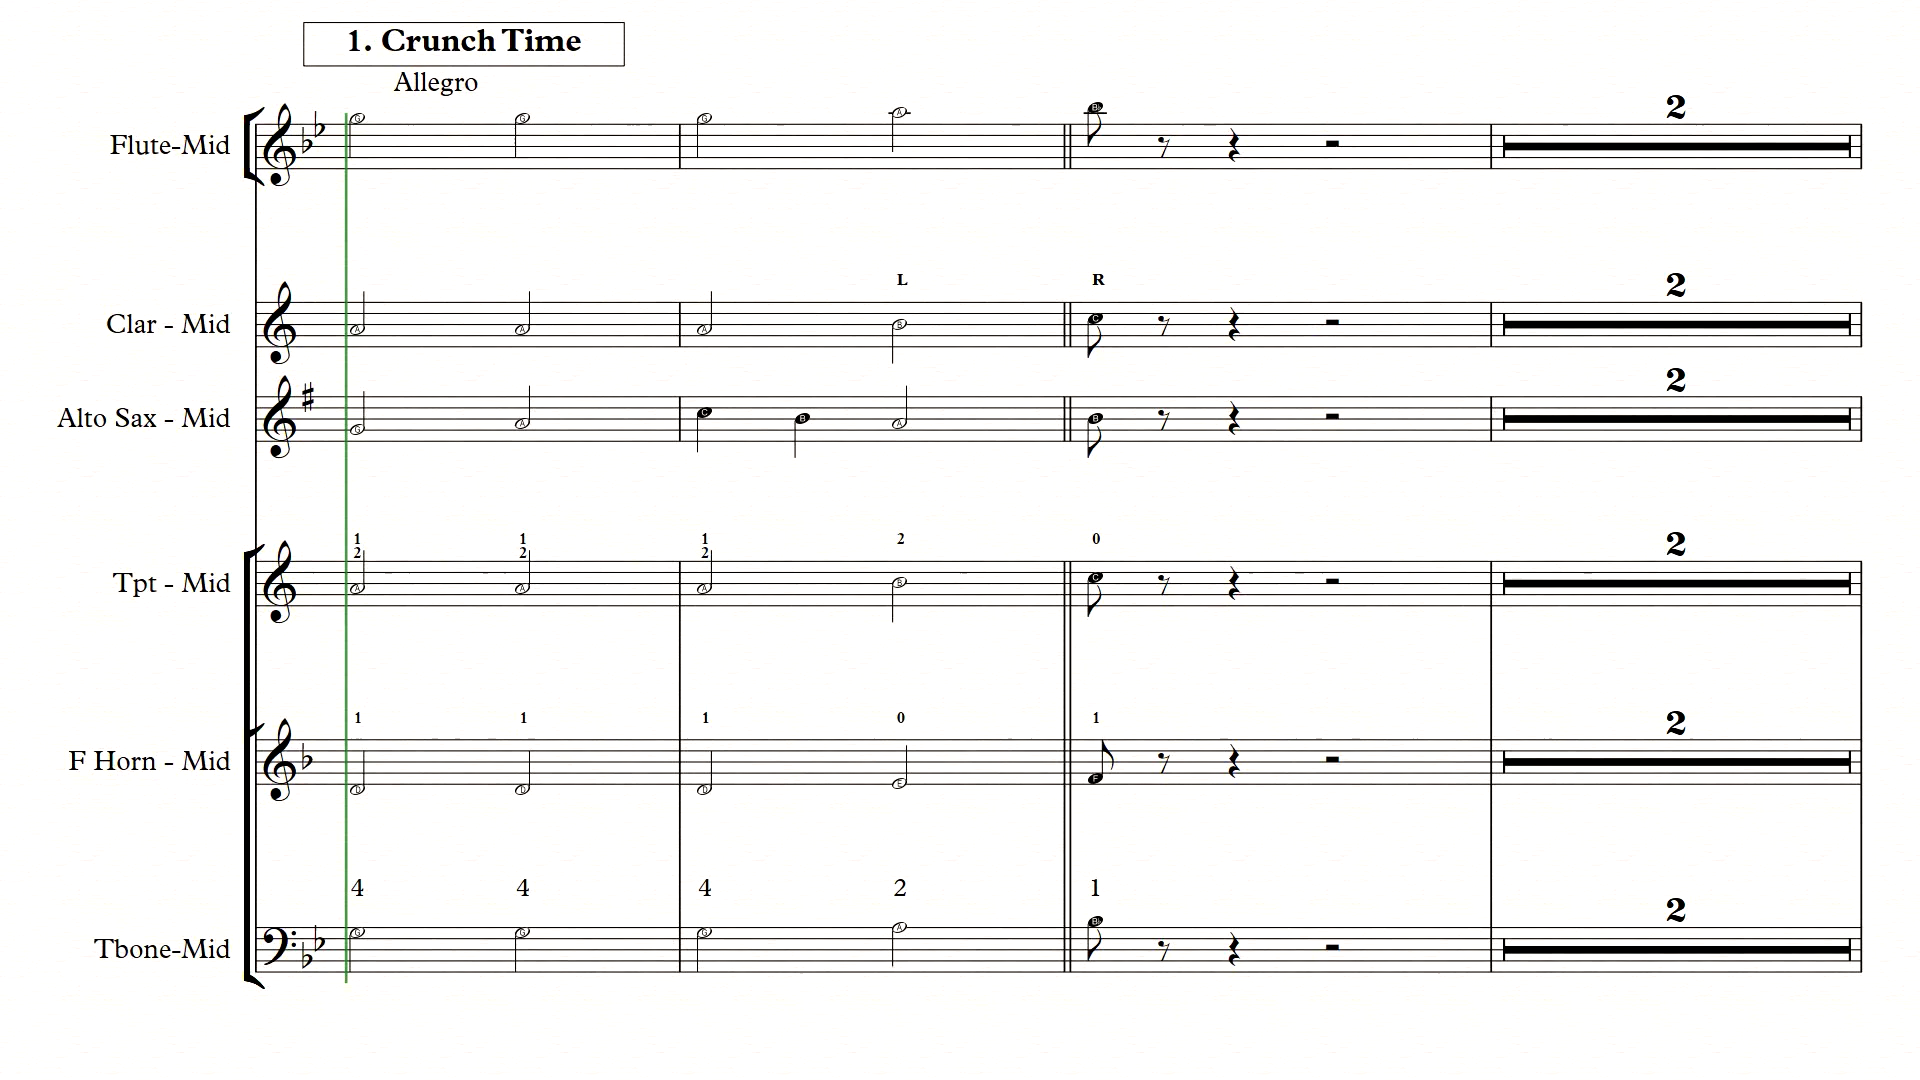 1. Crunch Time
Allegro
Flute-Mid
G G G A B♭ 2
L R
Clar - Mid
A A A B C 2
Alto Sax - Mid
G A C B A B 2
1 1 1 2 0
2 2 2
Tpt - Mid
A A A B C 2
1 1 1 0 1
F Horn - Mid
D D D E F 2
4 4 4 2 1
Tbone-Mid
G G G A B♭ 2